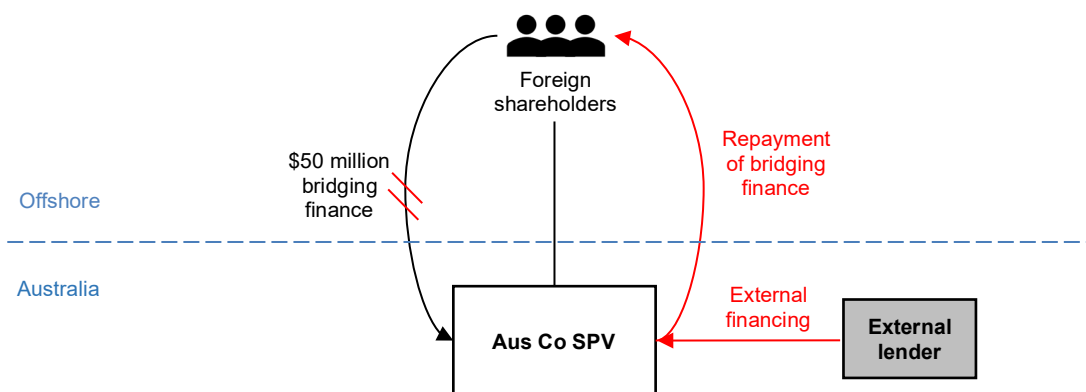 Foreign
shareholders
$50 million
bridging
finance
Repayment
of bridging
finance
Offshore
Australia
External
financing
Aus Co SPV
External
lender